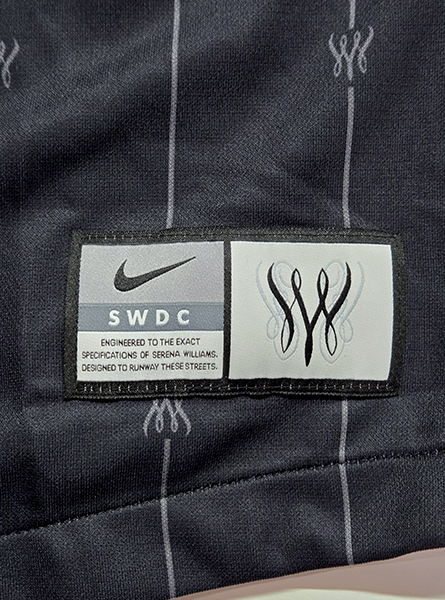 SWDC
ENGINEERED TO THE EXACT
SPECIFICATIONS OF SERENA WILLIAMS.
DESIGNED TO RUNWAY THESE STREETS.